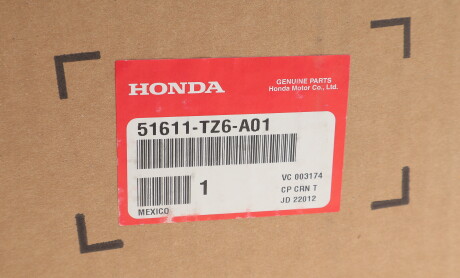 HONDA
GENUINE PARTS
Honda Motor Co., Ltd.
51611-TZ6-A01
1
VC 003174
CP CRN T
JD 22012
MEXICO